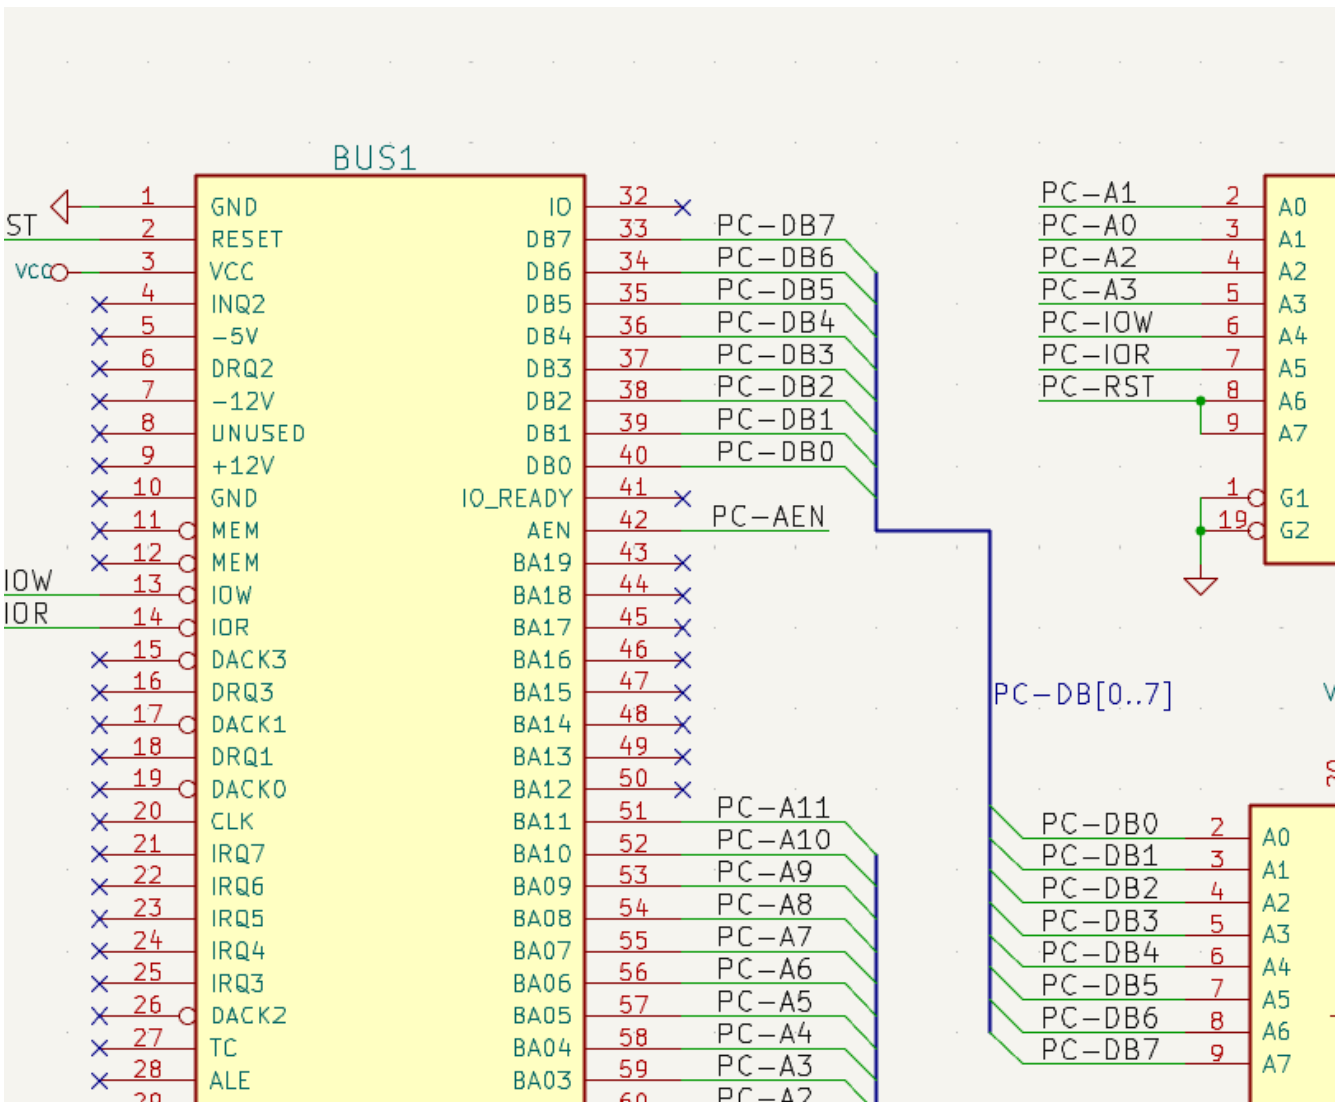 BUS1
1 GND
ST 2 RESET
VCC 3 VCC
4 INQ2
5 -5V
6 DRQ2
7 -12V
8 UNUSED
9 +12V
10 GND
11 MEM
12 MEM
IOW 13 IOW
IOR 14 IOR
15 DACK3
16 DRQ3
17 DACK1
18 DRQ1
19 DACK0
20 CLK
21 IRQ7
22 IRQ6
23 IRQ5
24 IRQ4
25 IRQ3
26 DACK2
27 TC
28 ALE
29
IO 32
DB7 33 PC-DB7
DB6 34 PC-DB6
DB5 35 PC-DB5
DB4 36 PC-DB4
DB3 37 PC-DB3
DB2 38 PC-DB2
DB1 39 PC-DB1
DB0 40 PC-DB0
IO_READY 41
AEN 42 PC-AEN
BA19 43
BA18 44
BA17 45
BA16 46
BA15 47
BA14 48
BA13 49
BA12 50
BA11 51 PC-A11
BA10 52 PC-A10
BA09 53 PC-A9
BA08 54 PC-A8
BA07 55 PC-A7
BA06 56 PC-A6
BA05 57 PC-A5
BA04 58 PC-A4
BA03 59 PC-A3
60 PC-A2
PC-A1 2 A0
PC-A0 3 A1
PC-A2 4 A2
PC-A3 5 A3
PC-IOW 6 A4
PC-IOR 7 A5
PC-RST 8 A6
9 A7
1 G1
19 G2
PC-DB[0..7]
V
20
PC-DB0 2 A0
PC-DB1 3 A1
PC-DB2 4 A2
PC-DB3 5 A3
PC-DB4 6 A4
PC-DB5 7 A5
PC-DB6 8 A6
PC-DB7 9 A7